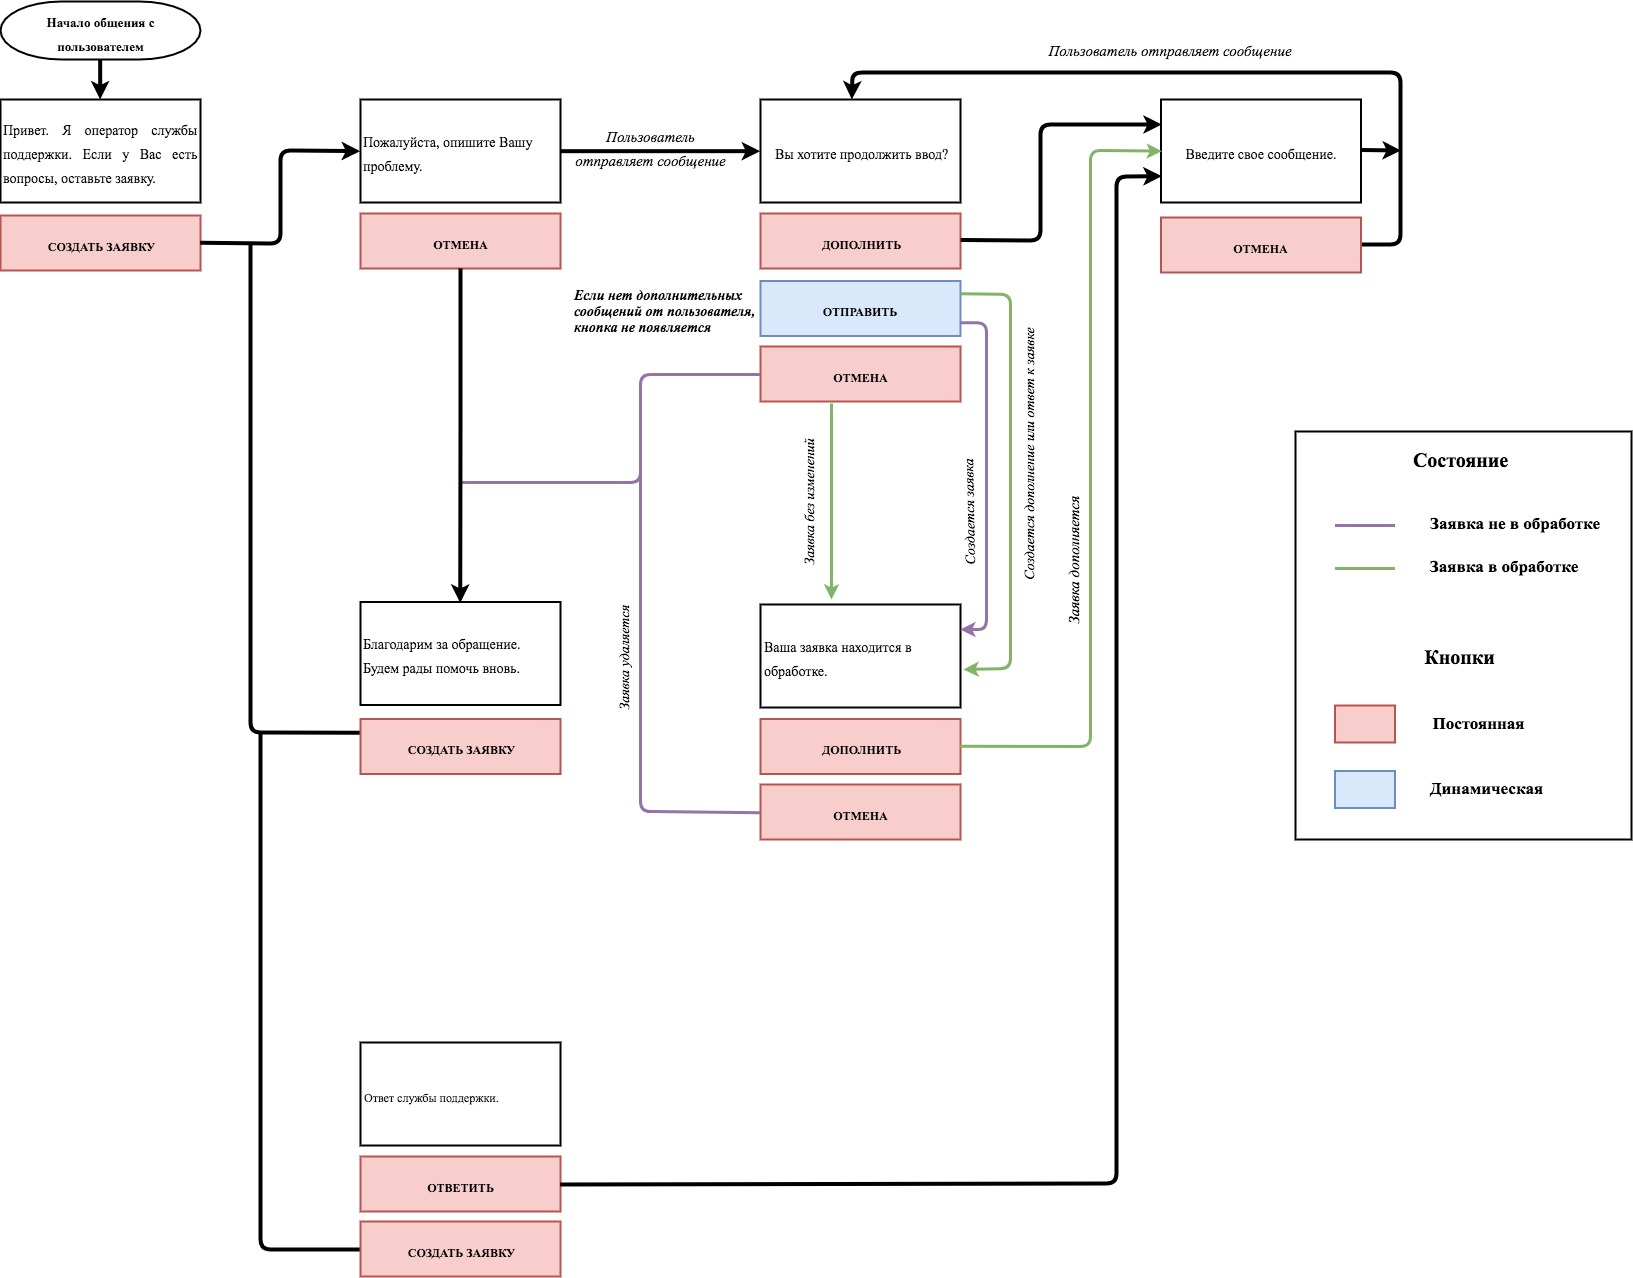 Начало общения с
пользователем
Пользователь отправляет сообщение
Привет. Я оператор службы
поддержки. Если у Вас есть
вопросы, оставьте заявку.
СОЗДАТЬ ЗАЯВКУ
Пожалуйста, опишите Вашу
проблему.
ОТМЕНА
Пользователь
отправляет сообщение
Вы хотите продолжить ввод?
ДОПОЛНИТЬ
Если нет дополнительных
сообщений от пользователя,
кнопка не появляется
ОТПРАВИТЬ
ОТМЕНА
Введите свое сообщение.
ОТМЕНА
Заявка без изменений
Создается заявка
Создается дополнение или ответ к заявке
Заявка дополняется
Заявка удаляется
Благодарим за обращение.
Будем рады помочь вновь.
СОЗДАТЬ ЗАЯВКУ
Ваша заявка находится в
обработке.
ДОПОЛНИТЬ
ОТМЕНА
Состояние
Заявка не в обработке
Заявка в обработке
Кнопки
Постоянная
Динамическая
Ответ службы поддержки.
ОТВЕТИТЬ
СОЗДАТЬ ЗАЯВКУ